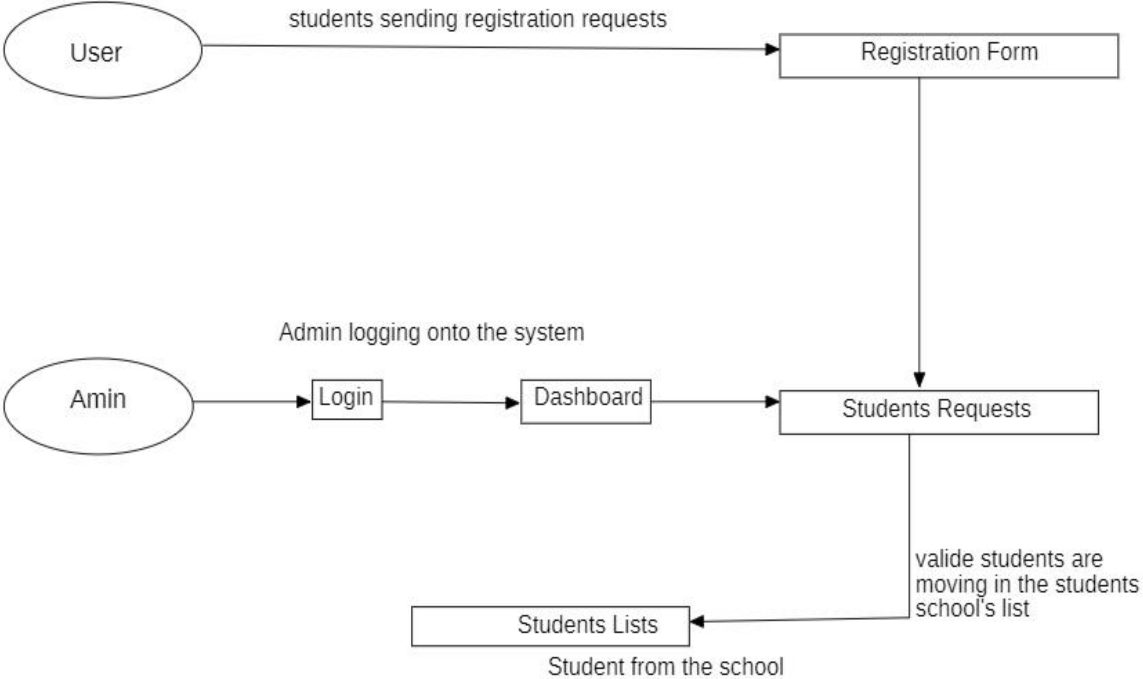 students sending registration requests
User
Registration Form
Admin logging onto the system
Amin
Login
Dashboard
Students Requests
valide students are
moving in the students
school's list
Students Lists
Student from the school